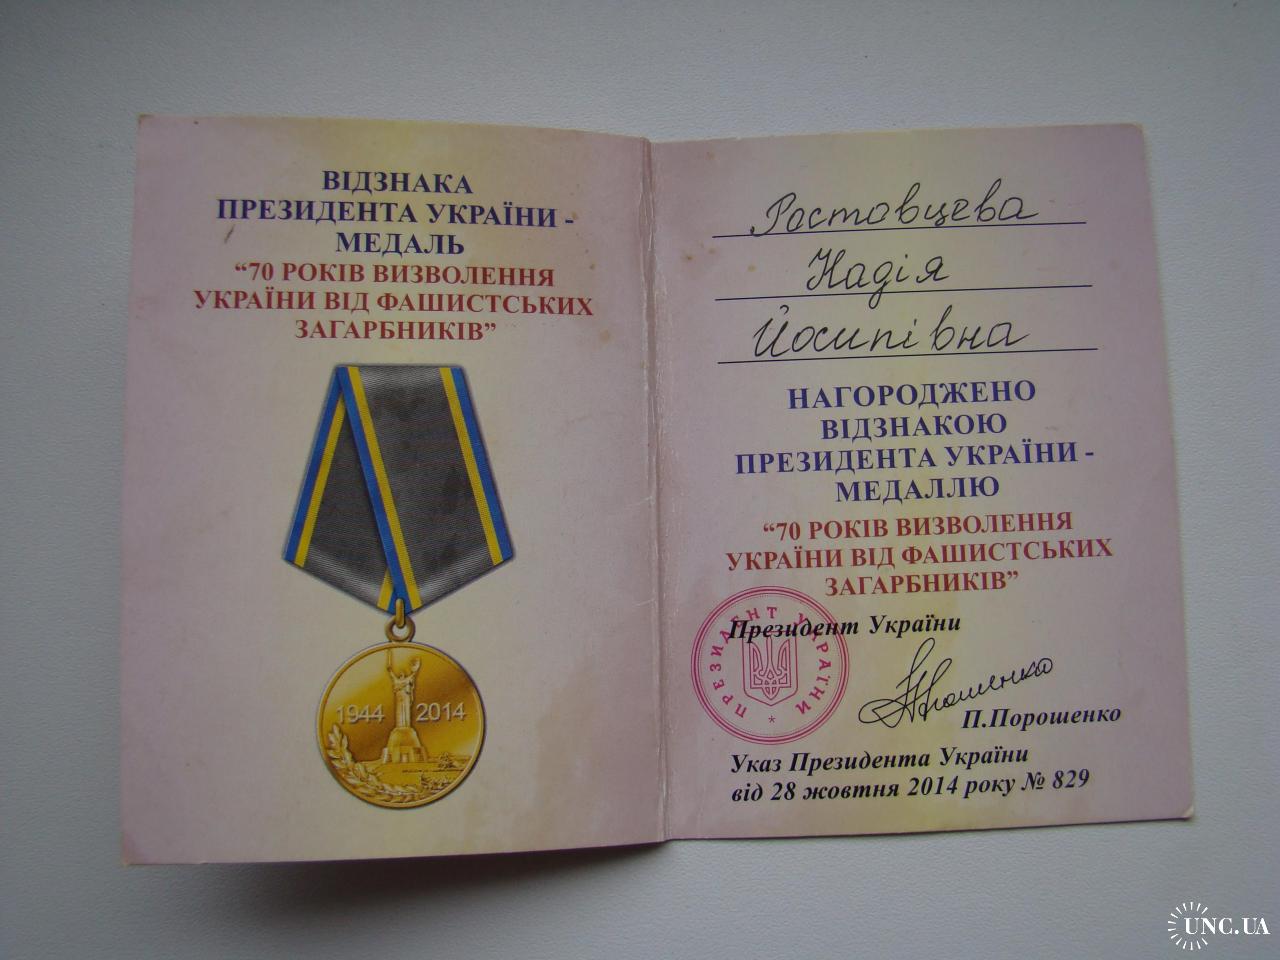 ВІДЗНАКА
ПРЕЗИДЕНТА УКРАЇНИ -
МЕДАЛЬ
“70 РОКІВ ВИЗВОЛЕННЯ
УКРАЇНИ ВІД ФАШИСТСЬКИХ
ЗАГАРБНИКІВ”
1944 2014
Ростовцева
Надія
Йосипівна
НАГОРОДЖЕНО
ВІДЗНАКОЮ
ПРЕЗИДЕНТА УКРАЇНИ -
МЕДАЛЛЮ
“70 РОКІВ ВИЗВОЛЕННЯ
УКРАЇНИ ВІД ФАШИСТСЬКИХ
ЗАГАРБНИКІВ”
Президент України
ПРЕЗИДЕНТ УКРАЇНИ *
Порошенко
П.Порошенко
Указ Президента України
від 28 жовтня 2014 року № 829
UNC.UA